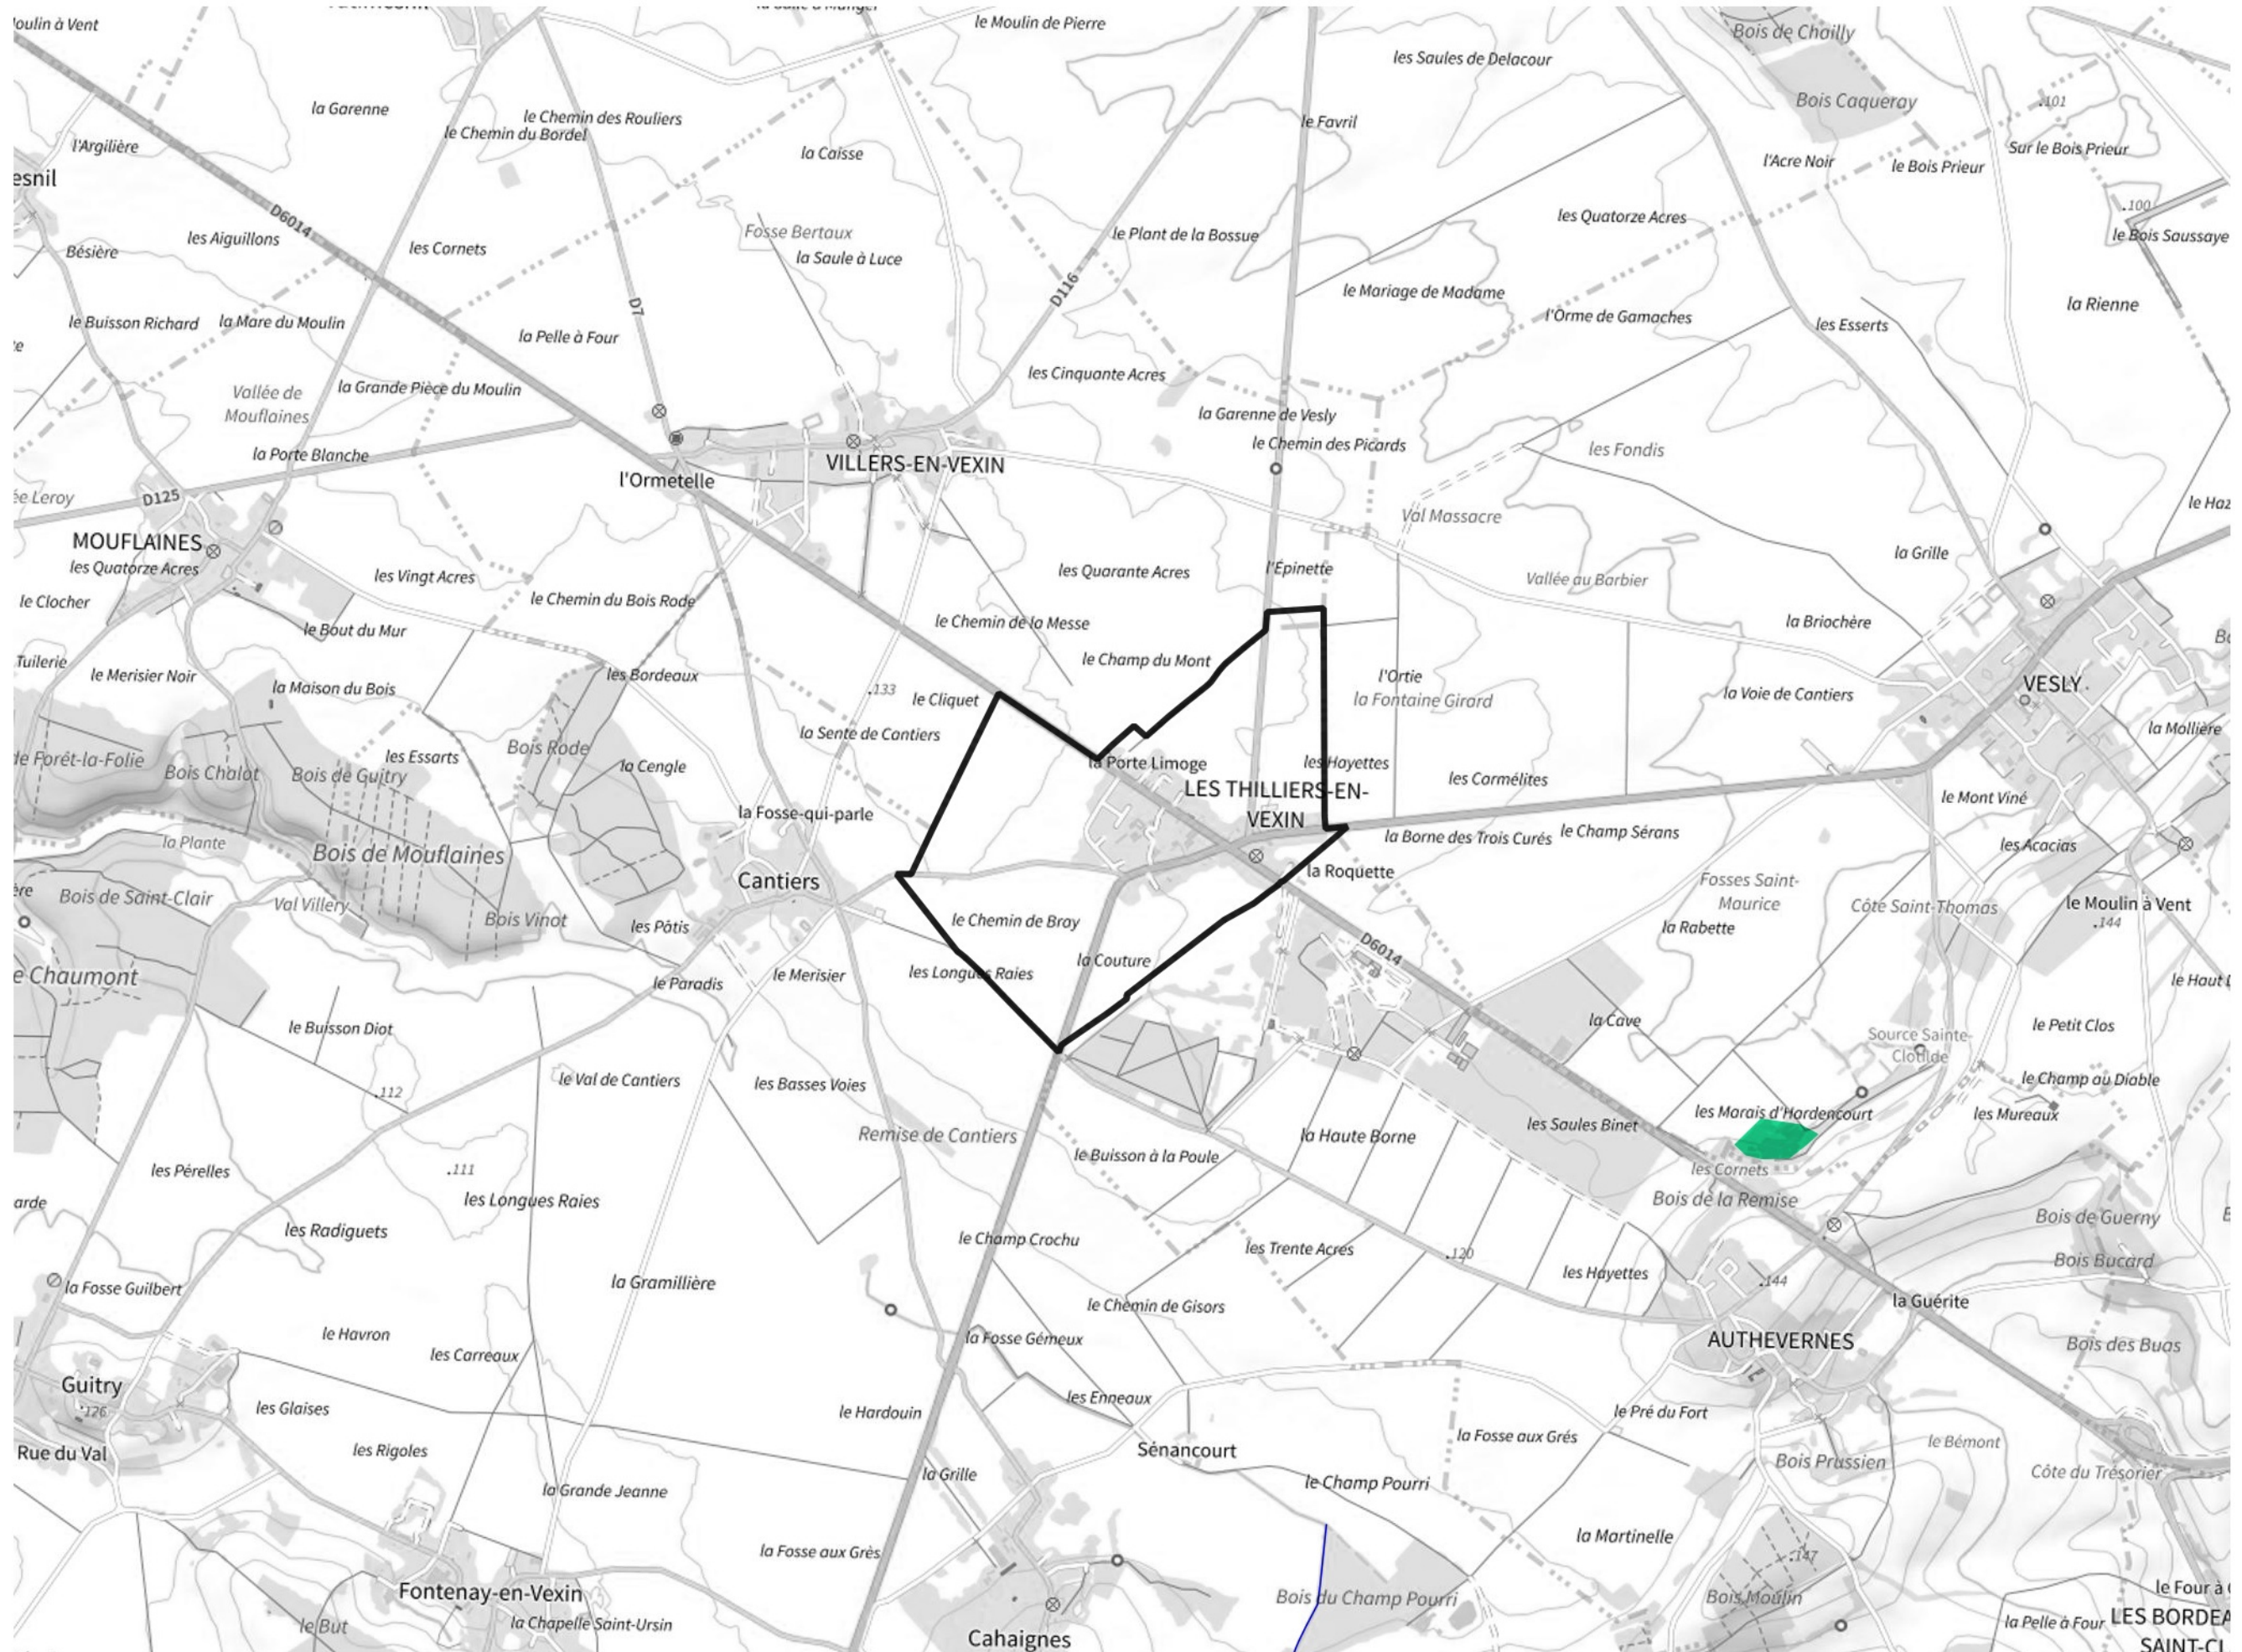 le Moulin de Pierre
Bois de Chailly
les Saules de Delacour
la Garenne
le Chemin des Rouliers
le Chemin du Bordel
le Favril
Bois Caqueray
.101
l'Argilière
la Caisse
l'Acre Noir
le Bois Prieur
Sur le Bois Prieur
esnil
D6014
les Aiguillons
les Cornets
Fosse Bertaux
la Saule à Luce
le Plant de la Bossue
les Quatorze Acres
.100
le Bois Saussaye
Bésière
D7
D116
le Mariage de Madame
l'Orme de Gamaches
les Esserts
la Rienne
le Buisson Richard
la Mare du Moulin
la Pelle à Four
Vallée de
Mouflaines
la Grande Pièce du Moulin
les Cinquante Acres
la Garenne de Vesly
le Chemin des Picards
les Fondis
la Porte Blanche
l'Ormetelle
VILLERS-EN-VEXIN
ée Leroy
D125
Val Massacre
le Haz
MOUFLAINES
les Quatorze Acres
les Vingt Acres
le Chemin du Bois Rode
les Quarante Acres
l'Épinette
Vallée au Barbier
la Grille
le Clocher
le Bout du Mur
le Chemin de la Messe
la Briochère
Tuilerie
le Merisier Noir
la Maison du Bois
les Bordeaux
.133
le Cliquet
le Champ du Mont
l'Ortie
la Fontaine Girard
la Voie de Cantiers
VESLY
la Mollière
de Forêt-la-Folie
Bois Chalot
Bois de Guitry
les Essarts
Bois Rode
la Cengle
la Sente de Cantiers
la Porte Limoge
les Hayettes
les Carmélites
LES THILLIERS-EN-
VEXIN
la Fosse-qui-parle
la Borne des Trois Curés
le Champ Sérans
le Mont Viné
les Acacias
la Plante
Bois de Mouflaines
Cantiers
la Roquette
Fosses Saint-
Maurice
Côte Saint-Thomas
le Moulin à Vent
.144
ère
Bois de Saint-Clair
Val Villery
Bois Vinot
les Pâtis
le Chemin de Bray
la Rabette
e Chaumont
le Paradis
le Merisier
les Longues Raies
la Couture
D6014
le Haut
le Buisson Diot
la Cave
Source Sainte-
Clotilde
le Petit Clos
.112
le Val de Cantiers
les Basses Voies
le Champ au Diable
les Marais d'Hardencourt
les Mureaux
Remise de Cantiers
le Buisson à la Poule
la Haute Borne
les Saules Binet
les Pérelles
.111
les Longues Raies
les Cornets
Bois de la Remise
arde
les Radiguets
le Champ Crochu
les Trente Acres
.120
Bois de Guerny
Bois Bucard
la Fosse Guilbert
la Gramillière
le Chemin de Gisors
les Hayettes
.144
la Guérite
le Havron
les Carreaux
la Fosse Gémeux
AUTHEVERNES
Bois des Buas
Guitry
.126
les Glaises
le Hardouin
les Enneaux
le Pré du Fort
Rue du Val
les Rigoles
Sénancourt
la Fosse aux Grés
Bois Prussien
le Bémont
Côte du Trésorier
la Grande Jeanne
la Grille
le Champ Pourri
la Fosse aux Grès
la Martinelle
.147
Fontenay-en-Vexin
le But
la Chapelle Saint-Ursin
Cahaignes
Bois du Champ Pourri
Bois Moulin
la Pelle à Four
le Four à
LES BORDEA